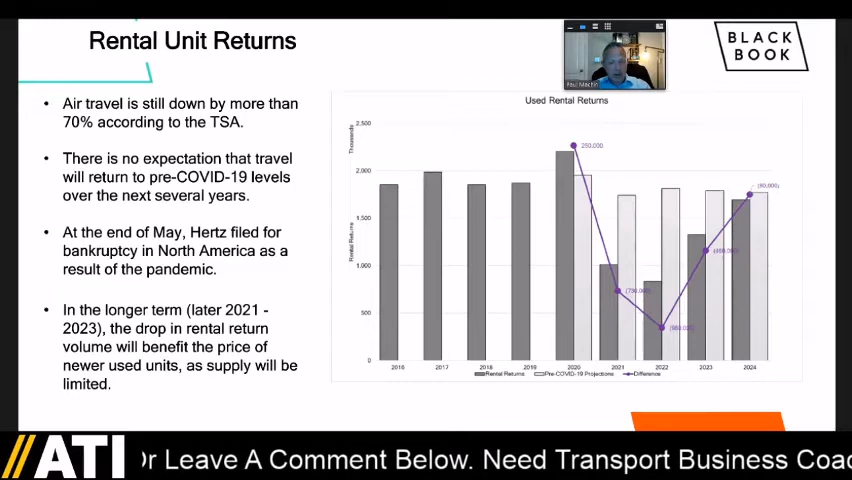 Rental Unit Returns
BLACK
BOOK
• Air travel is still down by more than
70% according to the TSA.
• There is no expectation that travel
will return to pre-COVID-19 levels
over the next several years.
• At the end of May, Hertz filed for
bankruptcy in North America as a
result of the pandemic.
• In the longer term (later 2021 -
2023), the drop in rental return
volume will benefit the price of
newer used units, as supply will be
limited.
Used Rental Returns
Thousands
Rental Returns
2,500
2,000
1,500
1,000
500
0
250,000
(730,000)
(80,000)
2016 2017 2018 2019 2020 2021 2022 2023 2024
Rental Returns Pre-COVID-19 Projections Difference
ATI
Or Leave A Comment Below. Need Transport Business Coac